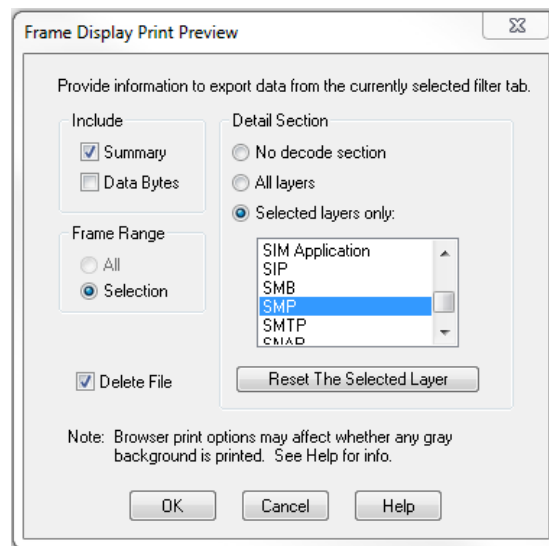 Frame Display Print Preview
Provide information to export data from the currently selected filter tab.
Include
Summary
Data Bytes
Frame Range
All
Selection
Delete File
Detail Section
No decode section
All layers
Selected layers only:
SIM Application
SIP
SMB
SMP
SMTP
SNAP
Reset The Selected Layer
Note: Browser print options may affect whether any gray
background is printed. See Help for info.
OK
Cancel
Help